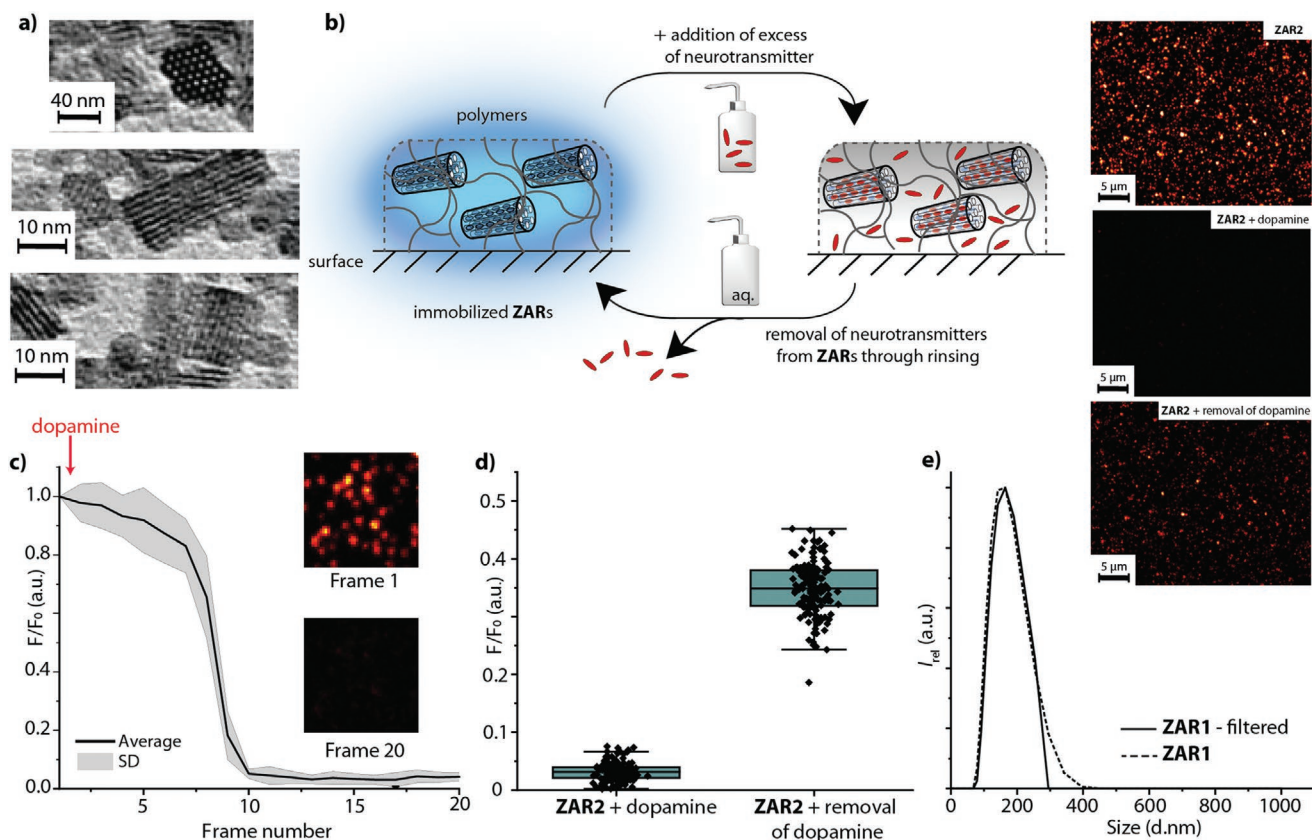 a)
40 nm
10 nm
10 nm
b)
+ addition of excess
of neurotransmitter
polymers
surface
immobilized ZARs
aq.
removal of neurotransmitters
from ZARs through rinsing
ZAR2
5 µm
ZAR2 + dopamine
5 µm
ZAR2 + removal of dopamine
5 µm
c)
dopamine
F/F₀ (a.u.)
1.0
0.8
0.6
0.4
0.2
0.0
Frame 1
Frame 20
Average
SD
5
10
15
20
Frame number
d)
F/F₀ (a.u.)
0.5
0.4
0.3
0.2
0.1
0
ZAR2 + dopamine
ZAR2 + removal
of dopamine
e)
I_rel (a.u.)
ZAR1 - filtered
ZAR1
0
200
400
600
800
1000
Size (d.nm)